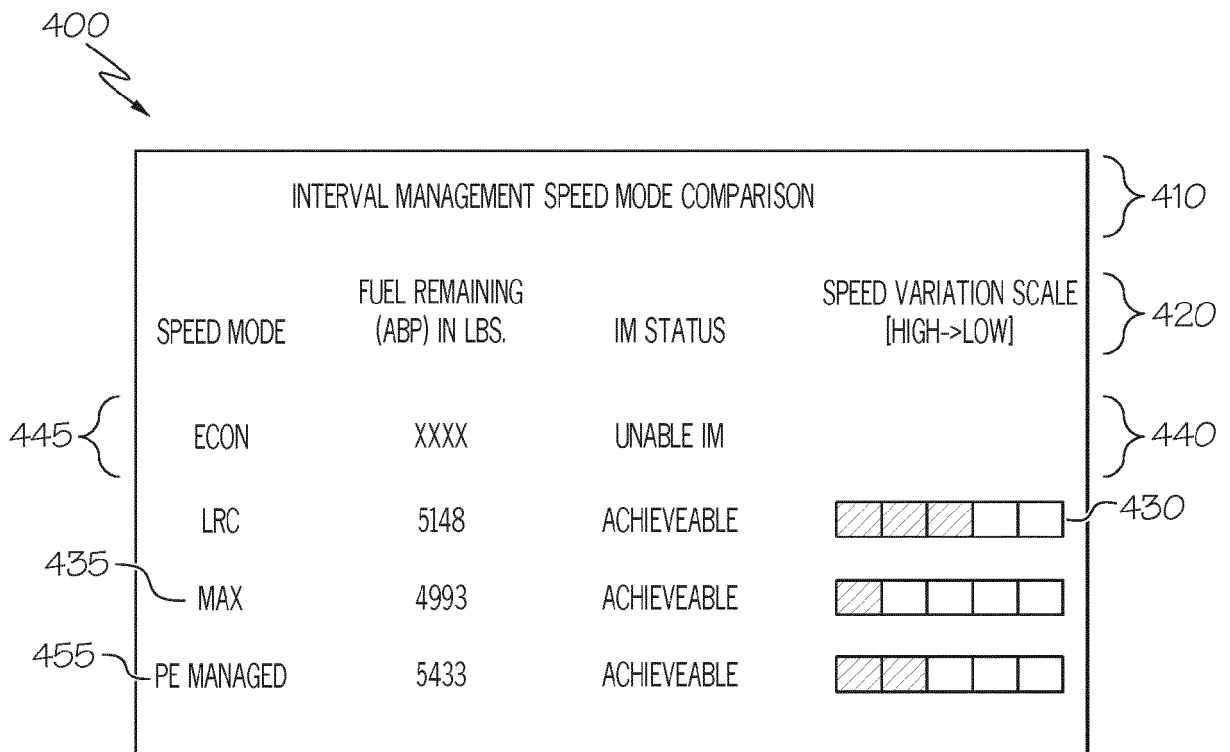 400
INTERVAL MANAGEMENT SPEED MODE COMPARISON
410
SPEED MODE
FUEL REMAINING
(ABP) IN LBS.
IM STATUS
SPEED VARIATION SCALE
[HIGH->LOW]
420
445
ECON XXXX UNABLE IM
440
LRC 5148 ACHIEVEABLE
430
435
MAX 4993 ACHIEVEABLE
455
PE MANAGED 5433 ACHIEVEABLE